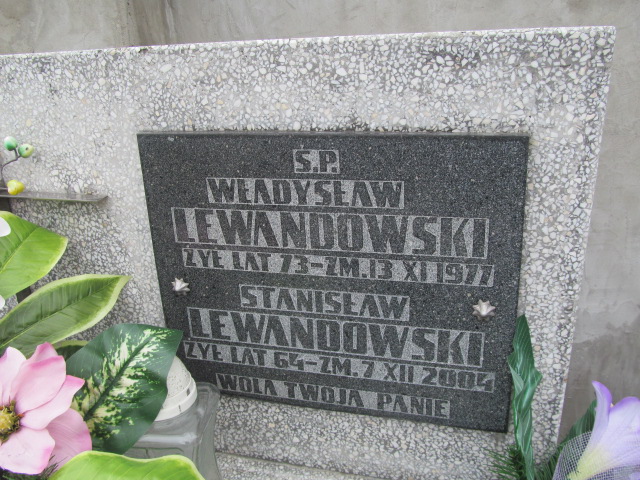 S.P.
WŁADYSŁAW
LEWANDOWSKI
ŻYŁ LAT 73-ZM.13 XI 1977
STANISŁAW
LEWANDOWSKI
ŻYŁ LAT 64-ZM.7 XII 2004
WOLA TWOJA PANIE